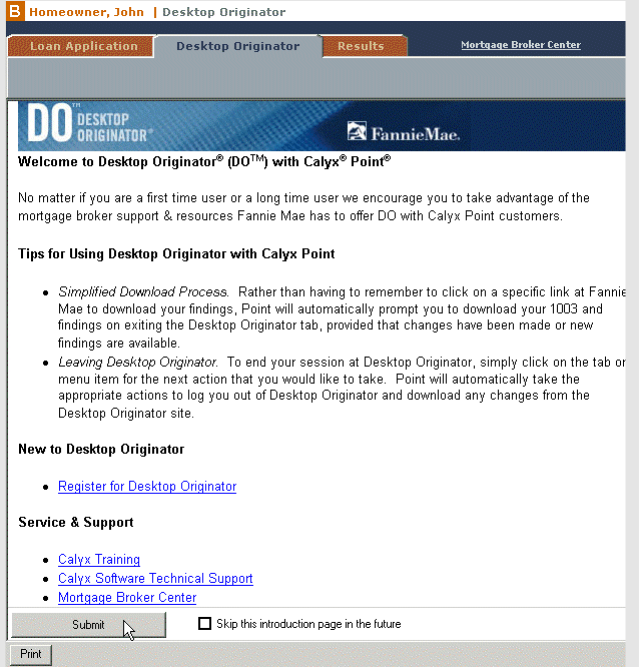 B Homeowner, John | Desktop Originator
Loan Application Desktop Originator Results Mortgage Broker Center
DO™ DESKTOP ORIGINATOR® FannieMae.
Welcome to Desktop Originator® (DO™) with Calyx® Point®
No matter if you are a first time user or a long time user we encourage you to take advantage of the
mortgage broker support & resources Fannie Mae has to offer DO with Calyx Point customers.
Tips for Using Desktop Originator with Calyx Point
• Simplified Download Process. Rather than having to remember to click on a specific link at Fannie
Mae to download your findings, Point will automatically prompt you to download your 1003 and
findings on exiting the Desktop Originator tab, provided that changes have been made or new
findings are available.
• Leaving Desktop Originator. To end your session at Desktop Originator, simply click on the tab or
menu item for the next action that you would like to take. Point will automatically take the
appropriate actions to log you out of Desktop Originator and download any changes from the
Desktop Originator site.
New to Desktop Originator
• Register for Desktop Originator
Service & Support
• Calyx Training
• Calyx Software Technical Support
• Mortgage Broker Center
Submit Skip this introduction page in the future
Print